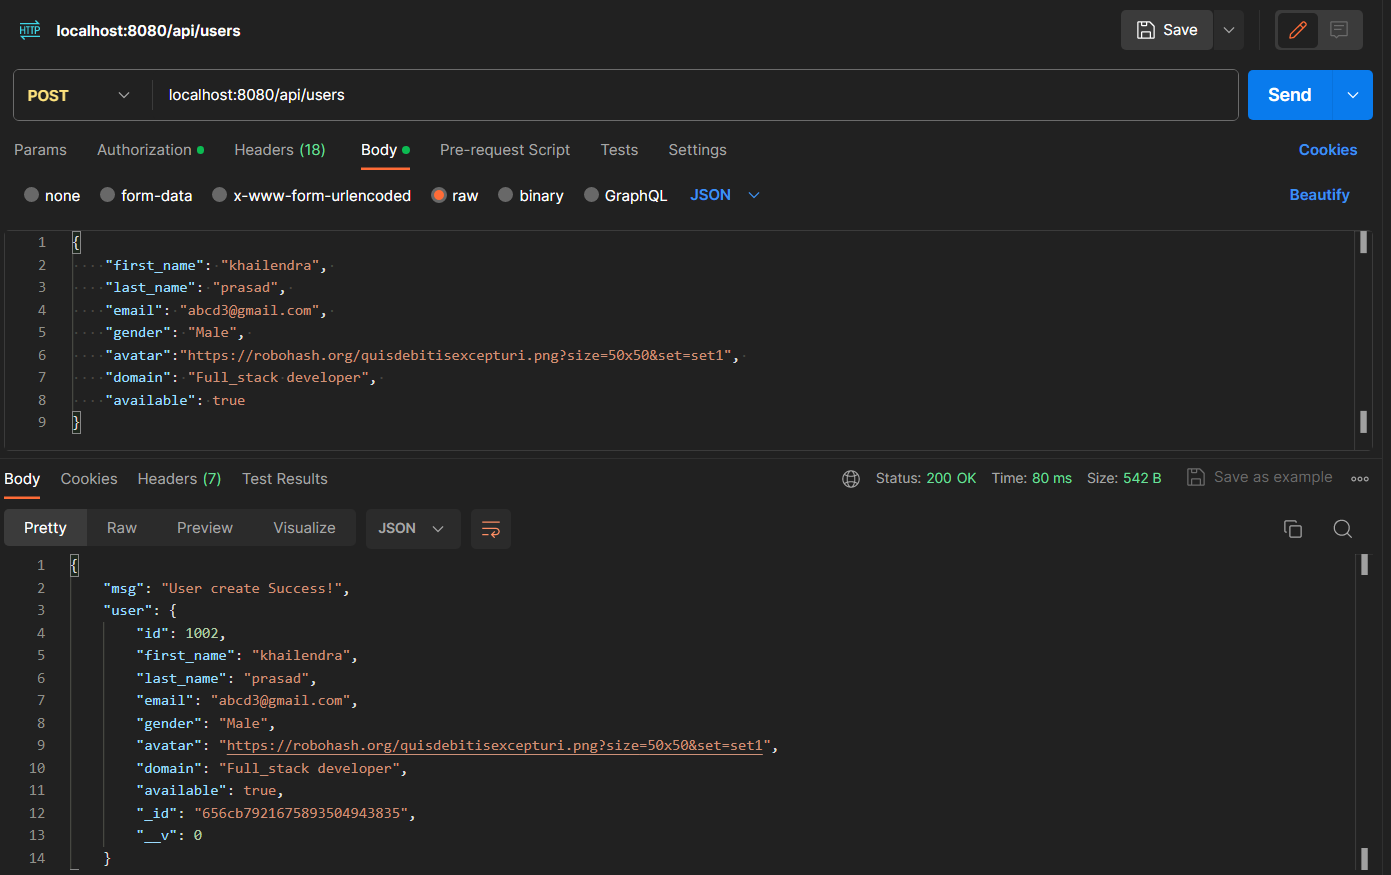 HTTP localhost:8080/api/users Save
POST localhost:8080/api/users Send
Params Authorization Headers (18) Body Pre-request Script Tests Settings Cookies
none form-data x-www-form-urlencoded raw binary GraphQL JSON Beautify
1 {
2 "first_name": "khailendra",
3 "last_name": "prasad",
4 "email": "abcd3@gmail.com",
5 "gender": "Male",
6 "avatar":"https://robohash.org/quisdebitisexcepturi.png?size=50x50&set=set1",
7 "domain": "Full_stack developer",
8 "available": true
9 }
Body Cookies Headers (7) Test Results Status: 200 OK Time: 80 ms Size: 542 B Save as example
Pretty Raw Preview Visualize JSON
1 {
2 "msg": "User create Success!",
3 "user": {
4 "id": 1002,
5 "first_name": "khailendra",
6 "last_name": "prasad",
7 "email": "abcd3@gmail.com",
8 "gender": "Male",
9 "avatar": "https://robohash.org/quisdebitisexcepturi.png?size=50x50&set=set1",
10 "domain": "Full_stack developer",
11 "available": true,
12 "_id": "656cb7921675893504943835",
13 "__v": 0
14 }